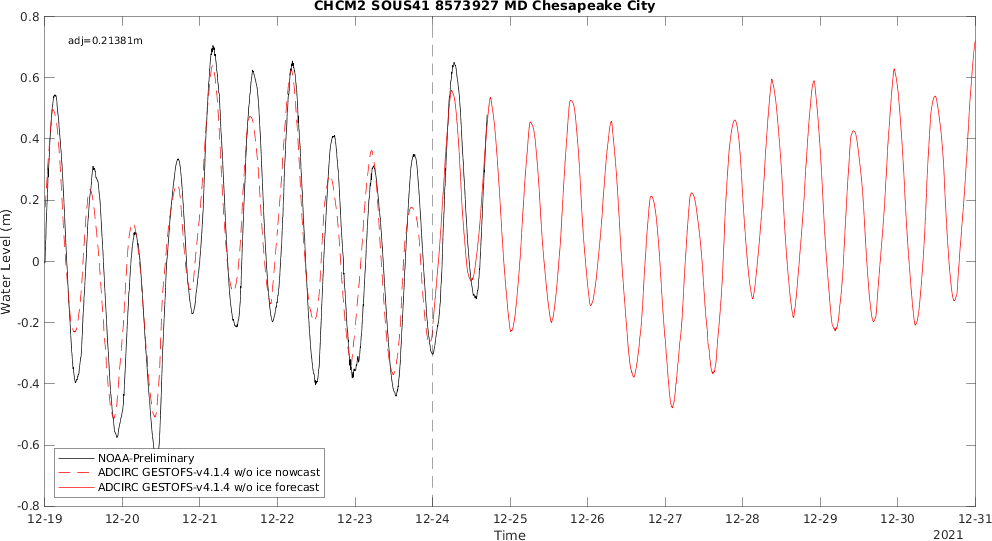 CHCM2 SOUS41 8573927 MD Chesapeake City
adj=0.21381m
0.8
0.6
0.4
0.2
0
-0.2
-0.4
-0.6
-0.8
Water Level (m)
NOAA-Preliminary
ADCIRC GESTOFS-v4.1.4 w/o ice nowcast
ADCIRC GESTOFS-v4.1.4 w/o ice forecast
12-19 12-20 12-21 12-22 12-23 12-24 12-25 12-26 12-27 12-28 12-29 12-30 12-31
Time
2021